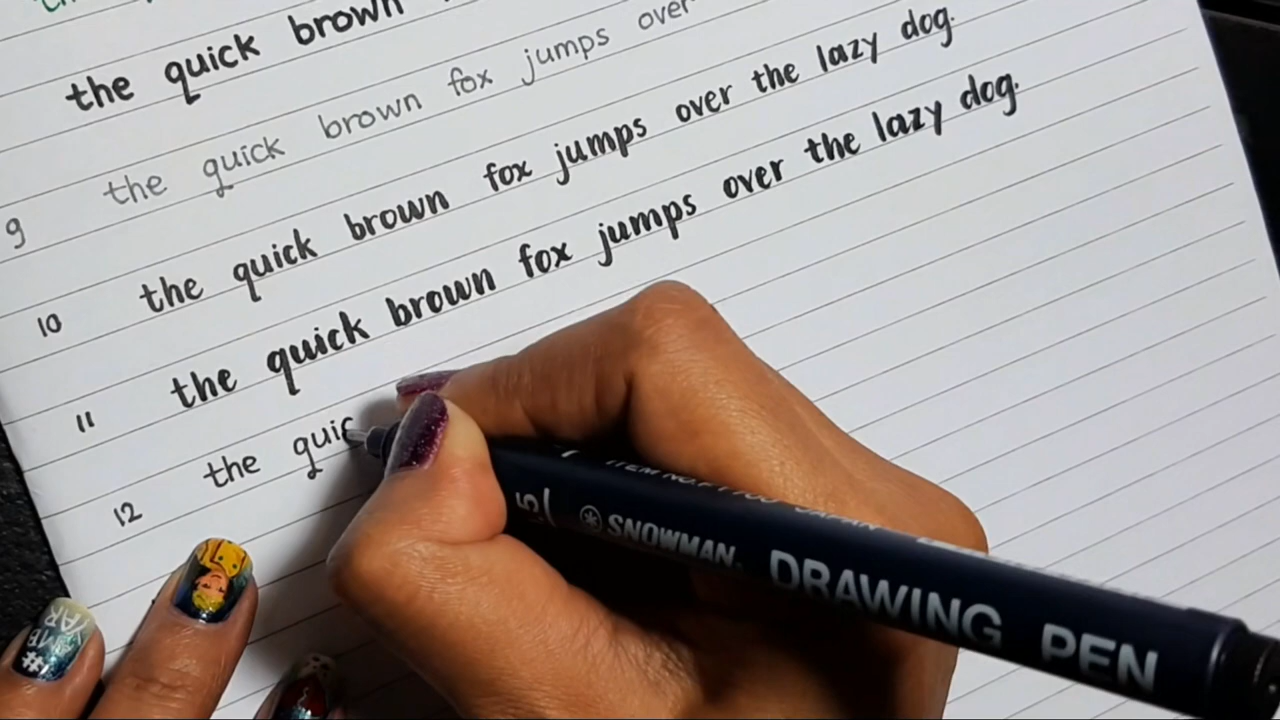 the quick brown
9 the quick brown fox jumps over
10 the quick brown fox jumps over the lazy dog.
11 the quick brown fox jumps over the lazy dog.
12 the quic
SNOWMAN. DRAWING PEN